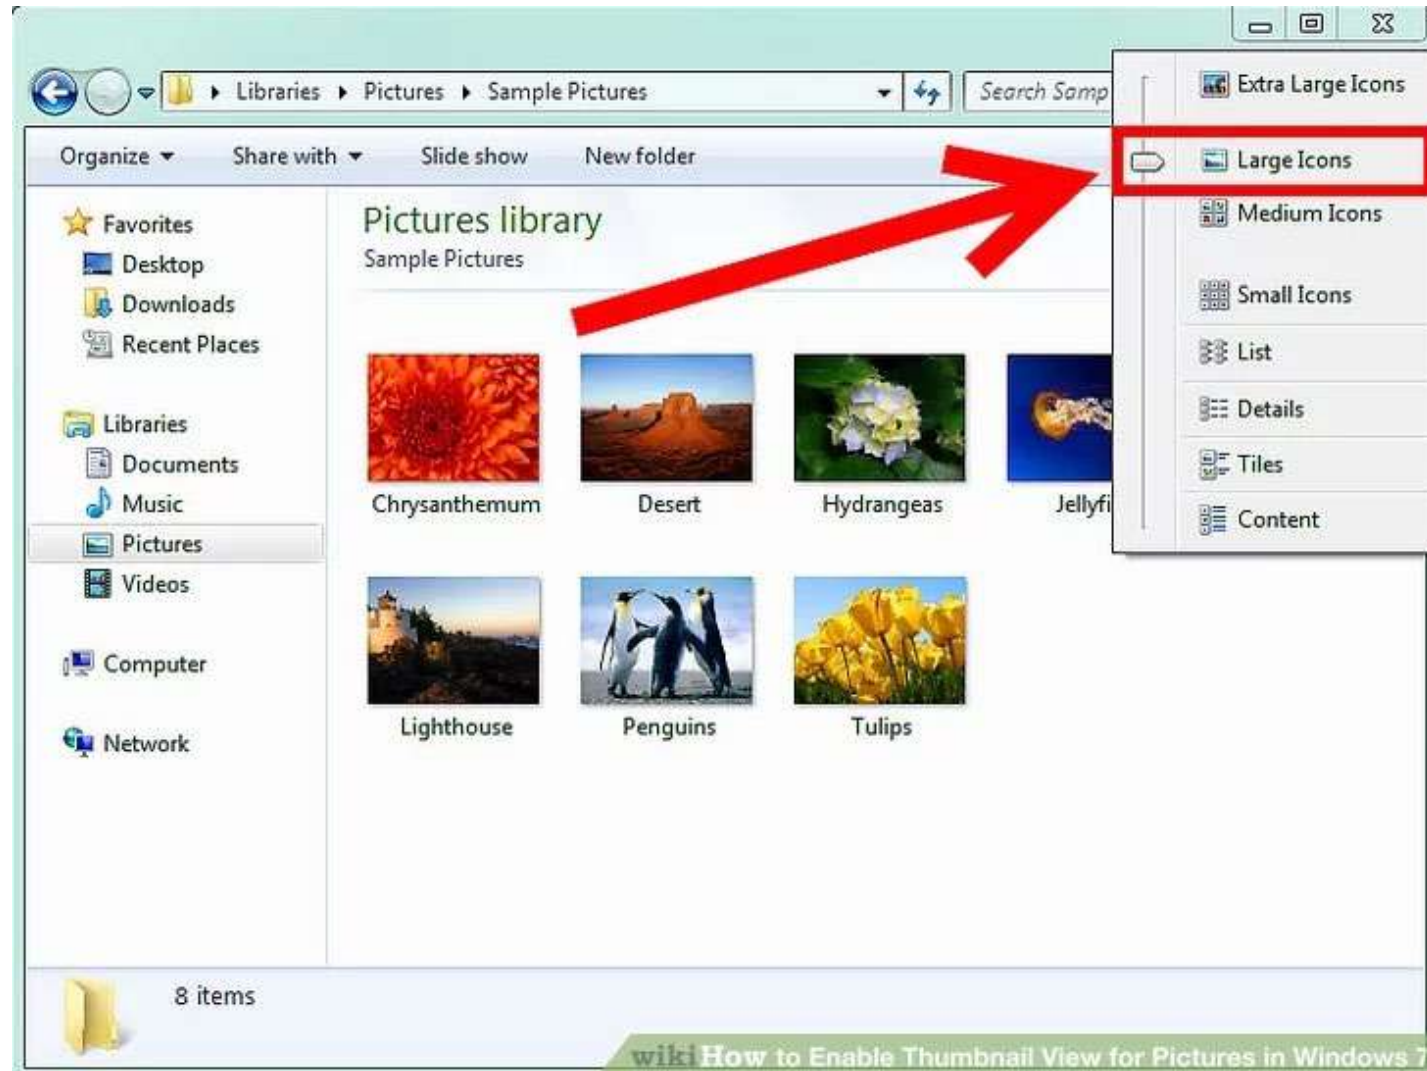 Libraries ▸ Pictures ▸ Sample Pictures
Search Samp
Organize
Share with
Slide show
New folder
Favorites
Desktop
Downloads
Recent Places
Libraries
Documents
Music
Pictures
Videos
Computer
Network
Pictures library
Sample Pictures
Chrysanthemum
Desert
Hydrangeas
Jellyfi
Lighthouse
Penguins
Tulips
Extra Large Icons
Large Icons
Medium Icons
Small Icons
List
Details
Tiles
Content
8 items
wikiHow to Enable Thumbnail View for Pictures in Windows 7